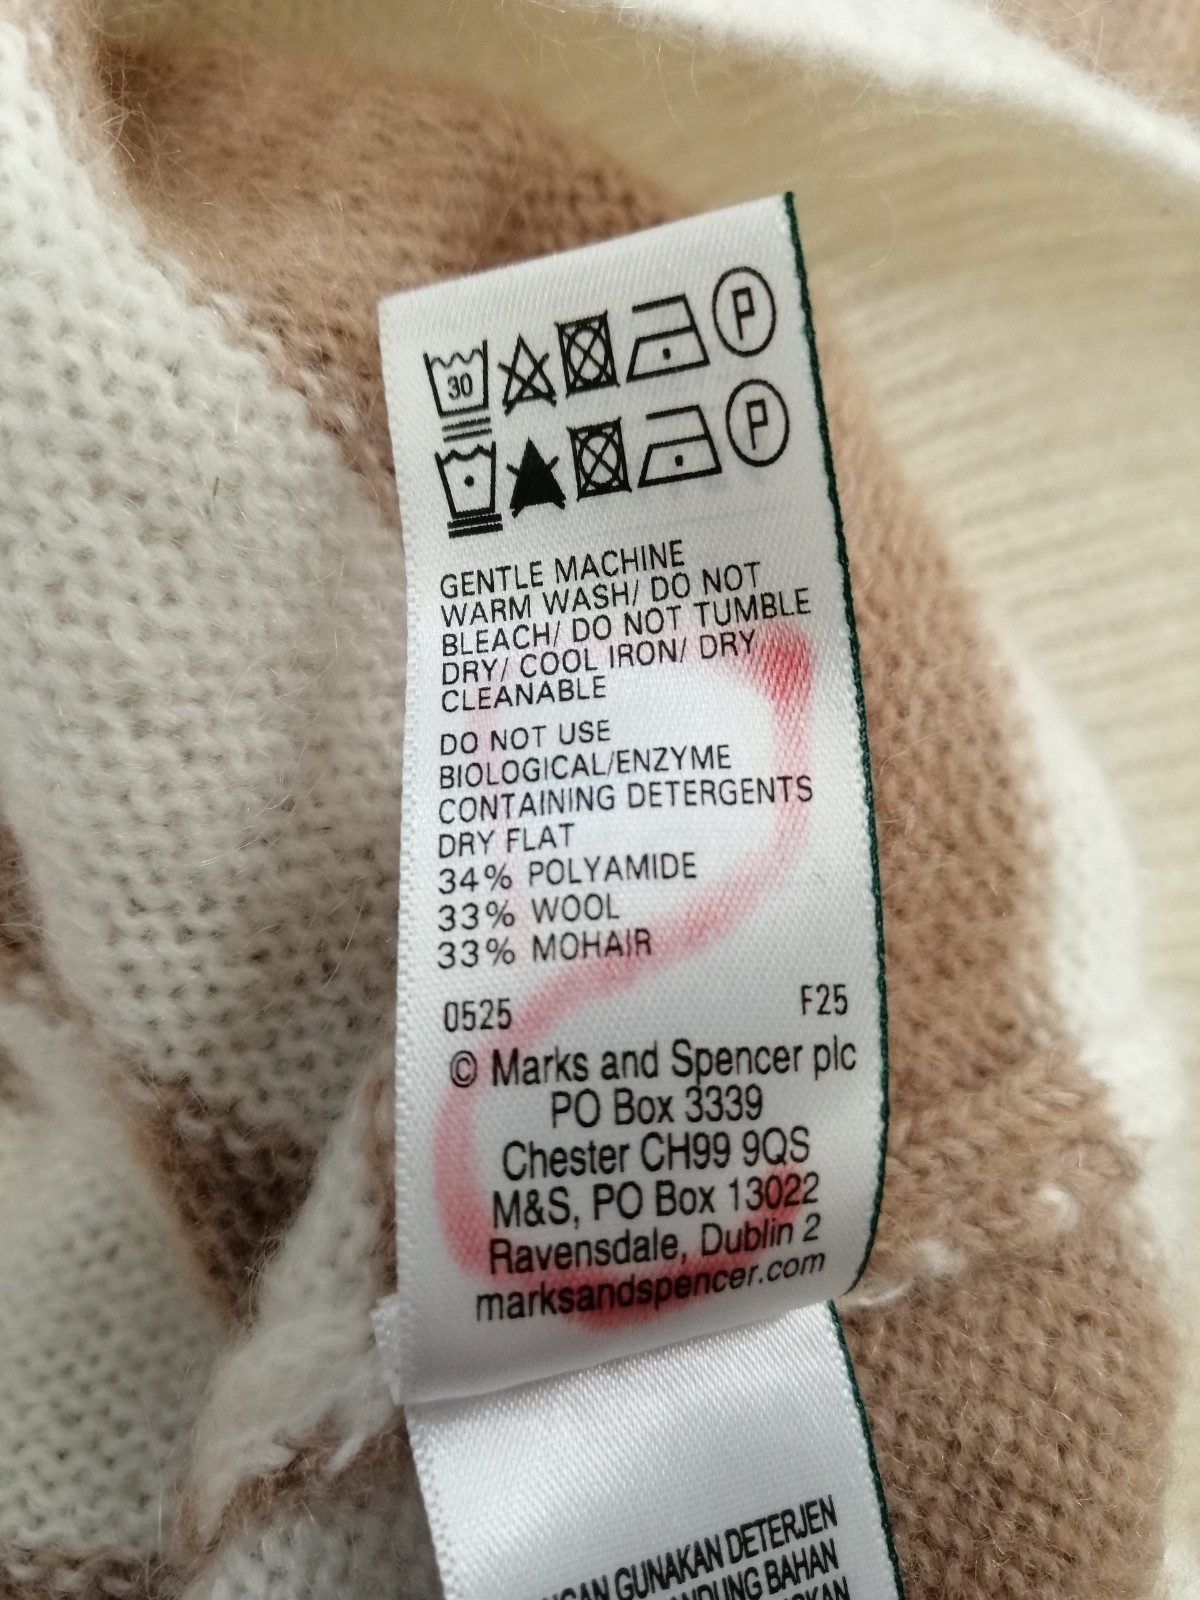 30
P
P
GENTLE MACHINE
WARM WASH/ DO NOT
BLEACH/ DO NOT TUMBLE
DRY/ COOL IRON/ DRY
CLEANABLE
DO NOT USE
BIOLOGICAL/ENZYME
CONTAINING DETERGENTS
DRY FLAT
34% POLYAMIDE
33% WOOL
33% MOHAIR
0525 F25
© Marks and Spencer plc
PO Box 3339
Chester CH99 9QS
M&S, PO Box 13022
Ravensdale, Dublin 2
marksandspencer.com
GUNAKAN DETERJEN
BAHAN